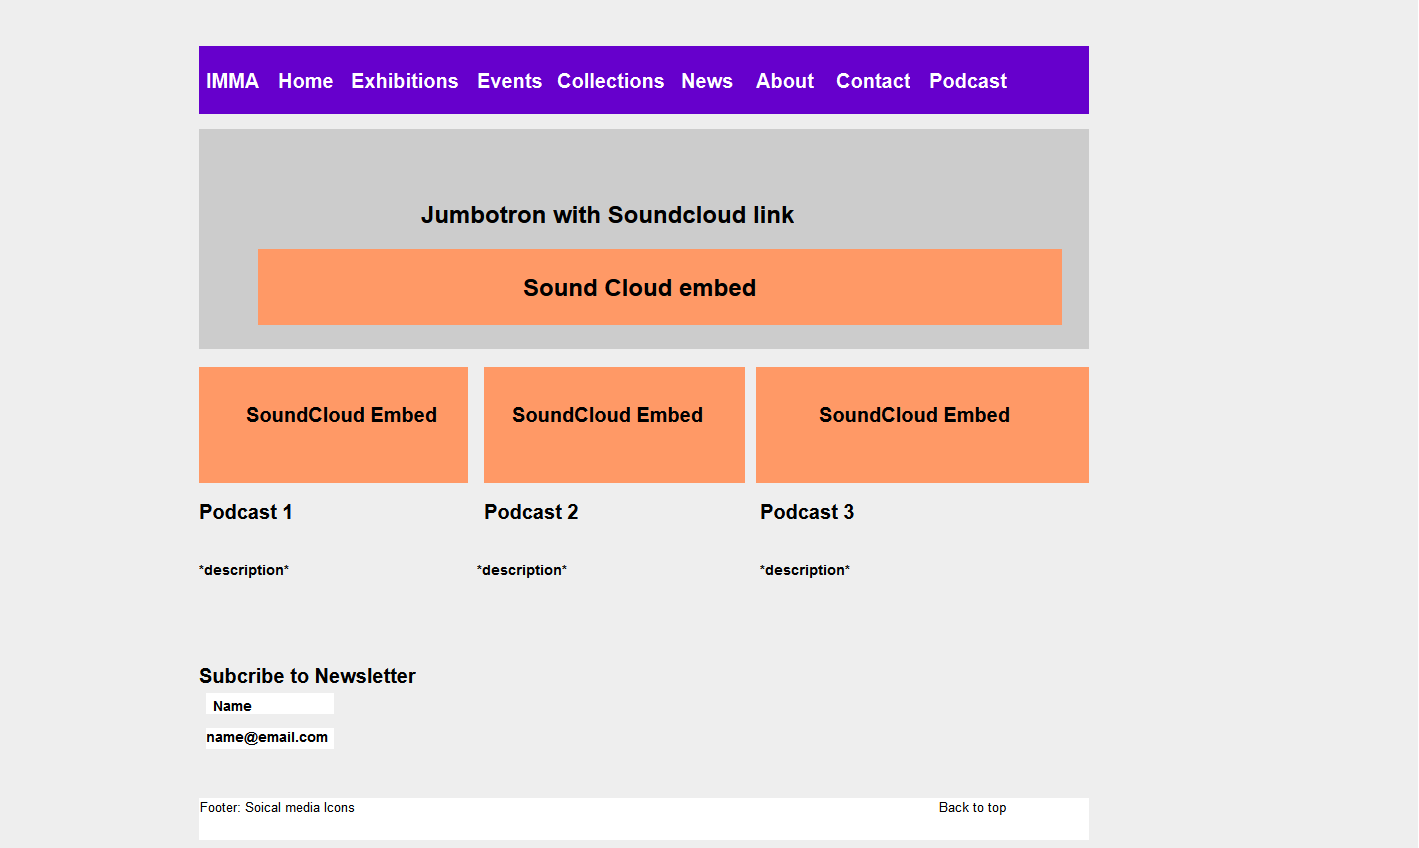 IMMA Home Exhibitions Events Collections News About Contact Podcast
Jumbotron with Soundcloud link
Sound Cloud embed
SoundCloud Embed SoundCloud Embed SoundCloud Embed
Podcast 1 Podcast 2 Podcast 3
*description* *description* *description*
Subcribe to Newsletter
Name
name@email.com
Footer: Soical media Icons Back to top